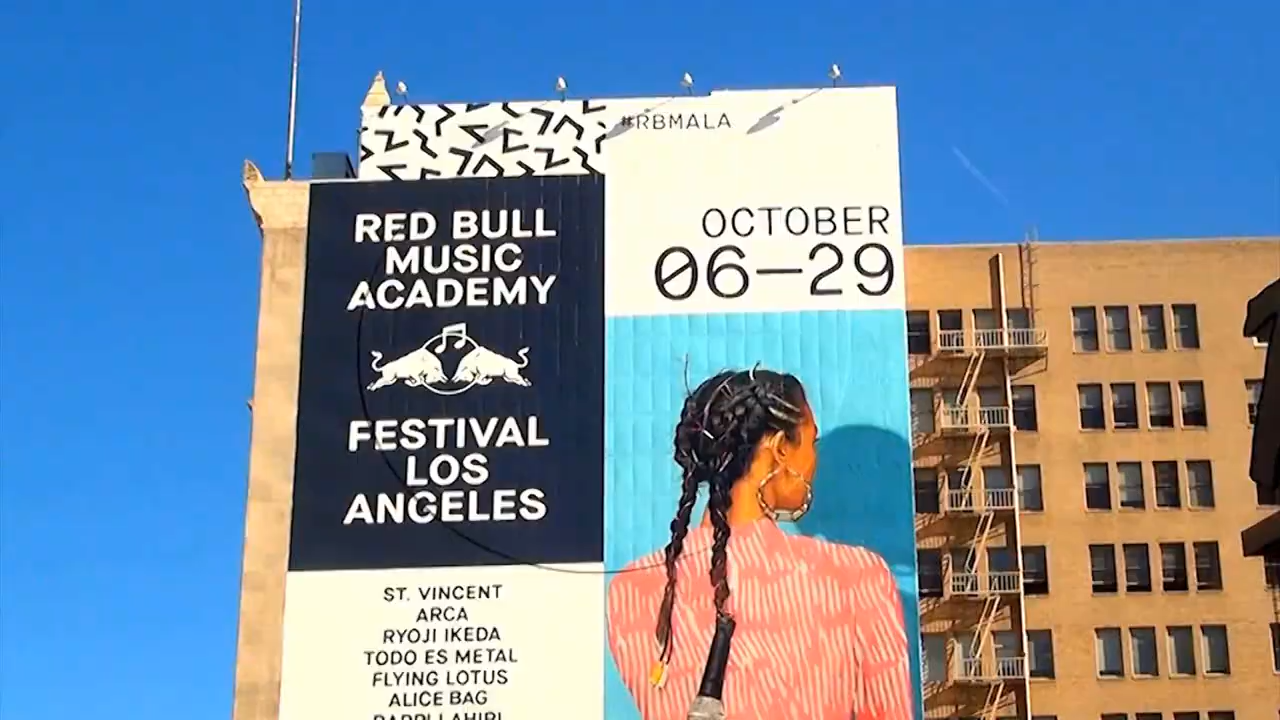 #RBMALA
OCTOBER
06–29
RED BULL
MUSIC
ACADEMY
FESTIVAL
LOS
ANGELES
ST. VINCENT
ARCA
RYOJI IKEDA
TODO ES METAL
FLYING LOTUS
ALICE BAG